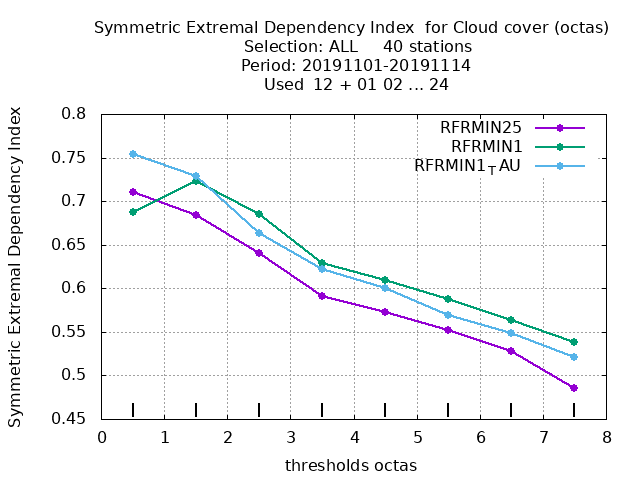 Symmetric Extremal Dependency Index  for Cloud cover (octas)
Selection: ALL     40 stations
Period: 20191101-20191114
Used  12 + 01 02 ... 24
Symmetric Extremal Dependency Index
0.8
0.75
0.7
0.65
0.6
0.55
0.5
0.45
RFRMIN25
RFRMIN1
RFRMIN1TAU
0 1 2 3 4 5 6 7 8
thresholds octas